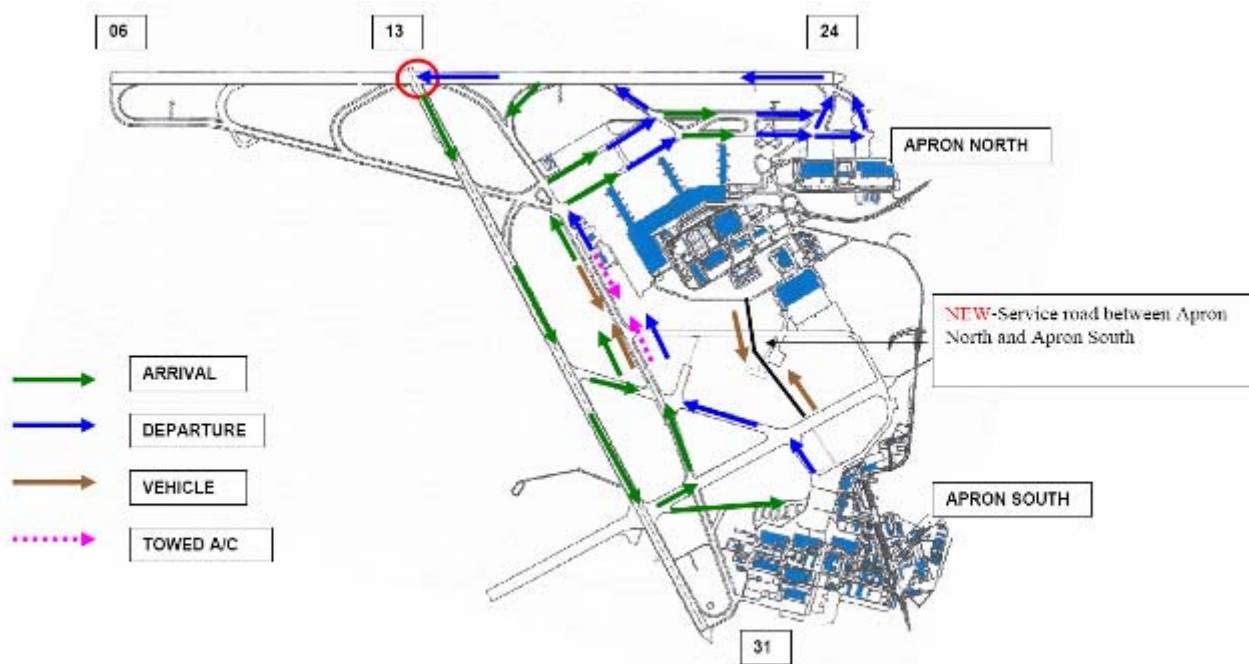 06
13
24
APRON NORTH
NEW-Service road between Apron
North and Apron South
ARRIVAL
DEPARTURE
VEHICLE
TOWED A/C
APRON SOUTH
31